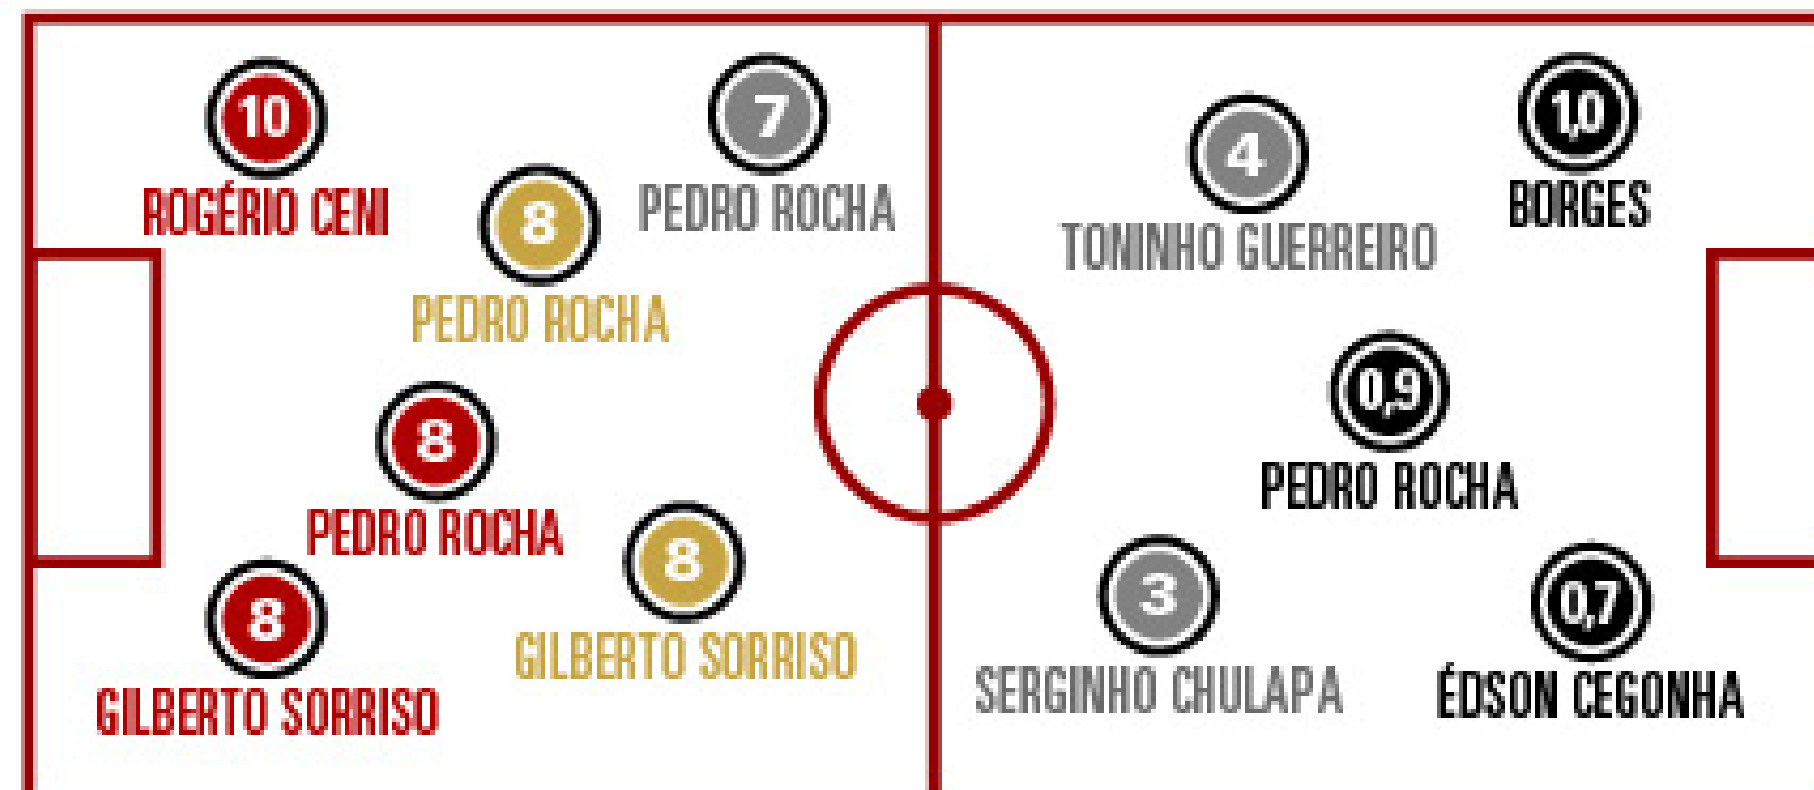 10
ROGÉRIO CENI
8
PEDRO ROCHA
7
PEDRO ROCHA
8
PEDRO ROCHA
8
GILBERTO SORRISO
8
GILBERTO SORRISO
4
TONINHO GUERREIRO
1,0
BORGES
0,9
PEDRO ROCHA
3
SERGINHO CHULAPA
0,7
ÉDSON CEGONHA